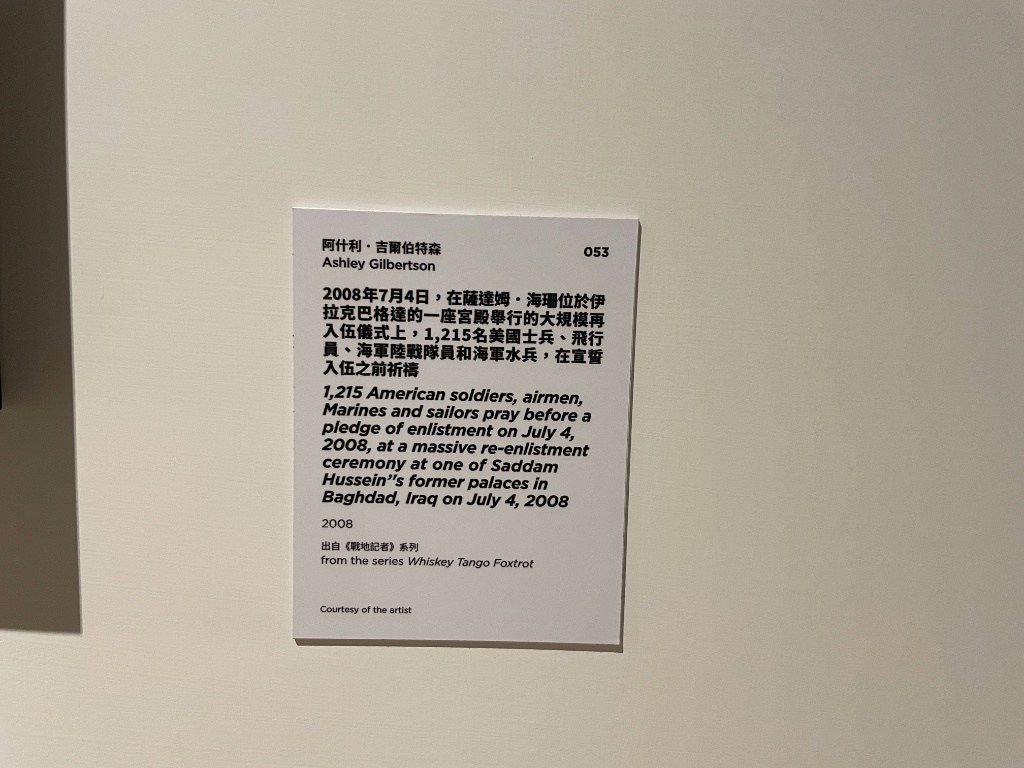 阿什利·吉爾伯特森
053
Ashley Gilbertson
2008年7月4日，在薩達姆·海珊位於伊
拉克巴格達的一座宮殿舉行的大規模再
入伍儀式上，1,215名美國士兵、飛行
員、海軍陸戰隊員和海軍水兵，在宣誓
入伍之前祈禱
1,215 American soldiers, airmen,
Marines and sailors pray before a
pledge of enlistment on July 4,
2008, at a massive re-enlistment
ceremony at one of Saddam
Hussein"s former palaces in
Baghdad, Iraq on July 4, 2008
2008
出自《戰地記者》系列
from the series Whiskey Tango Foxtrot
Courtesy of the artist